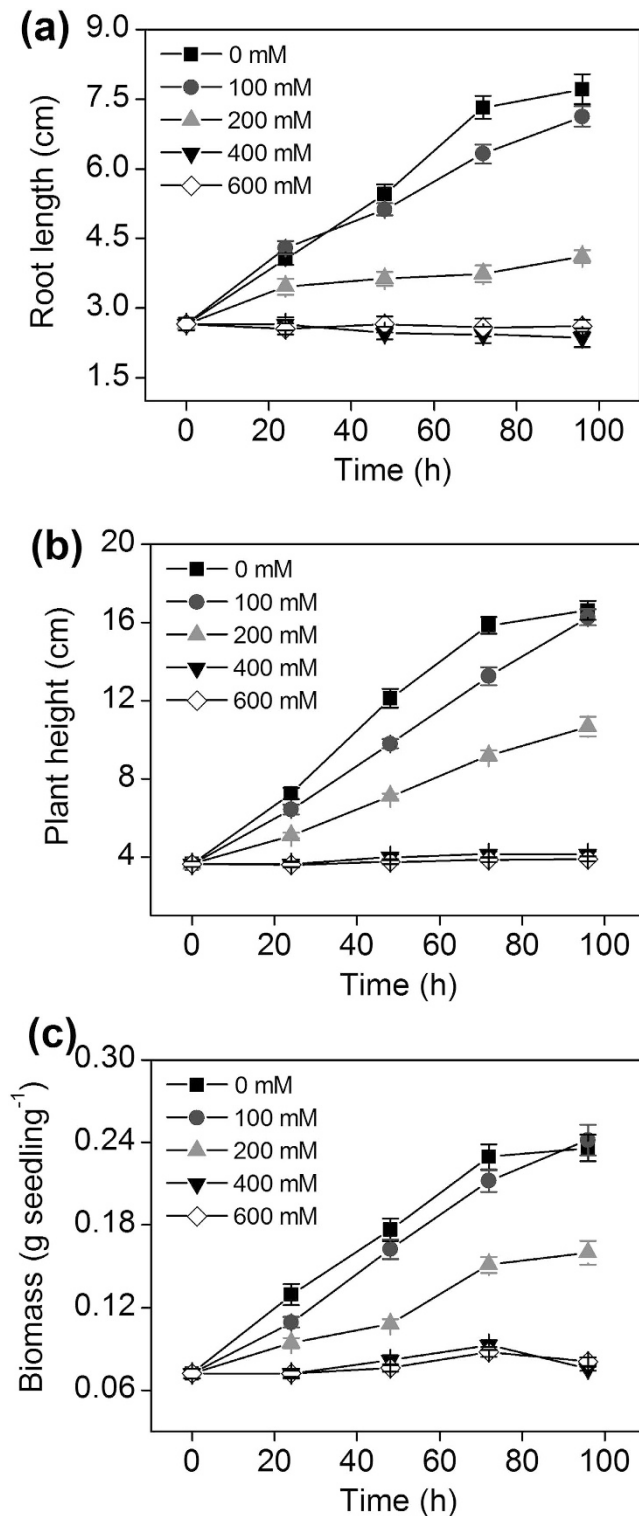 (a)
9.0
7.5
6.0
4.5
3.0
1.5
Root length (cm)
0 mM
100 mM
200 mM
400 mM
600 mM
0 20 40 60 80 100
Time (h)
(b)
20
16
12
8
4
Plant height (cm)
0 mM
100 mM
200 mM
400 mM
600 mM
0 20 40 60 80 100
Time (h)
(c)
0.30
0.24
0.18
0.12
0.06
Biomass (g seedling⁻¹)
0 mM
100 mM
200 mM
400 mM
600 mM
0 20 40 60 80 100
Time (h)